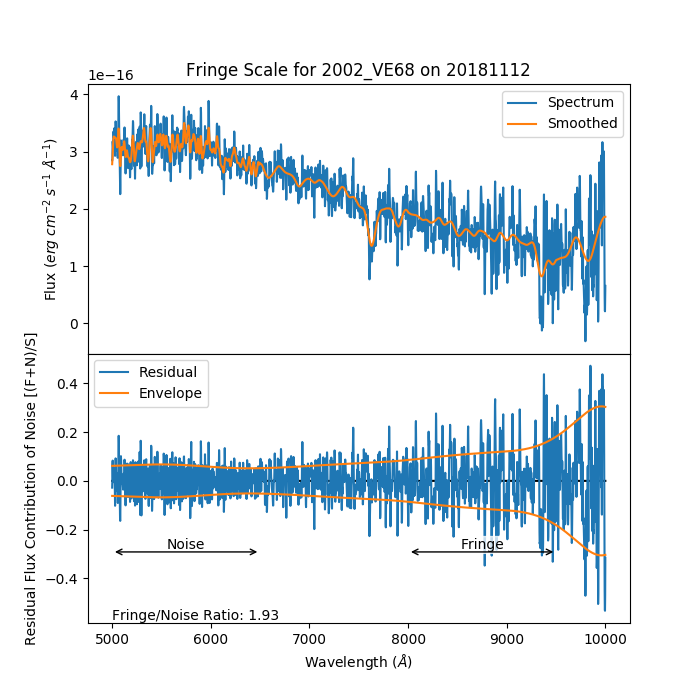 Fringe Scale for 2002_VE68 on 20181112
1e−16
4
3
2
1
0
Flux (erg cm⁻² s⁻¹ Å⁻¹)
Spectrum
Smoothed
Residual
Envelope
0.4
0.2
0.0
−0.2
−0.4
Residual Flux Contribution of Noise [(F+N)/S]
Noise
Fringe
Fringe/Noise Ratio: 1.93
5000 6000 7000 8000 9000 10000
Wavelength (Å)